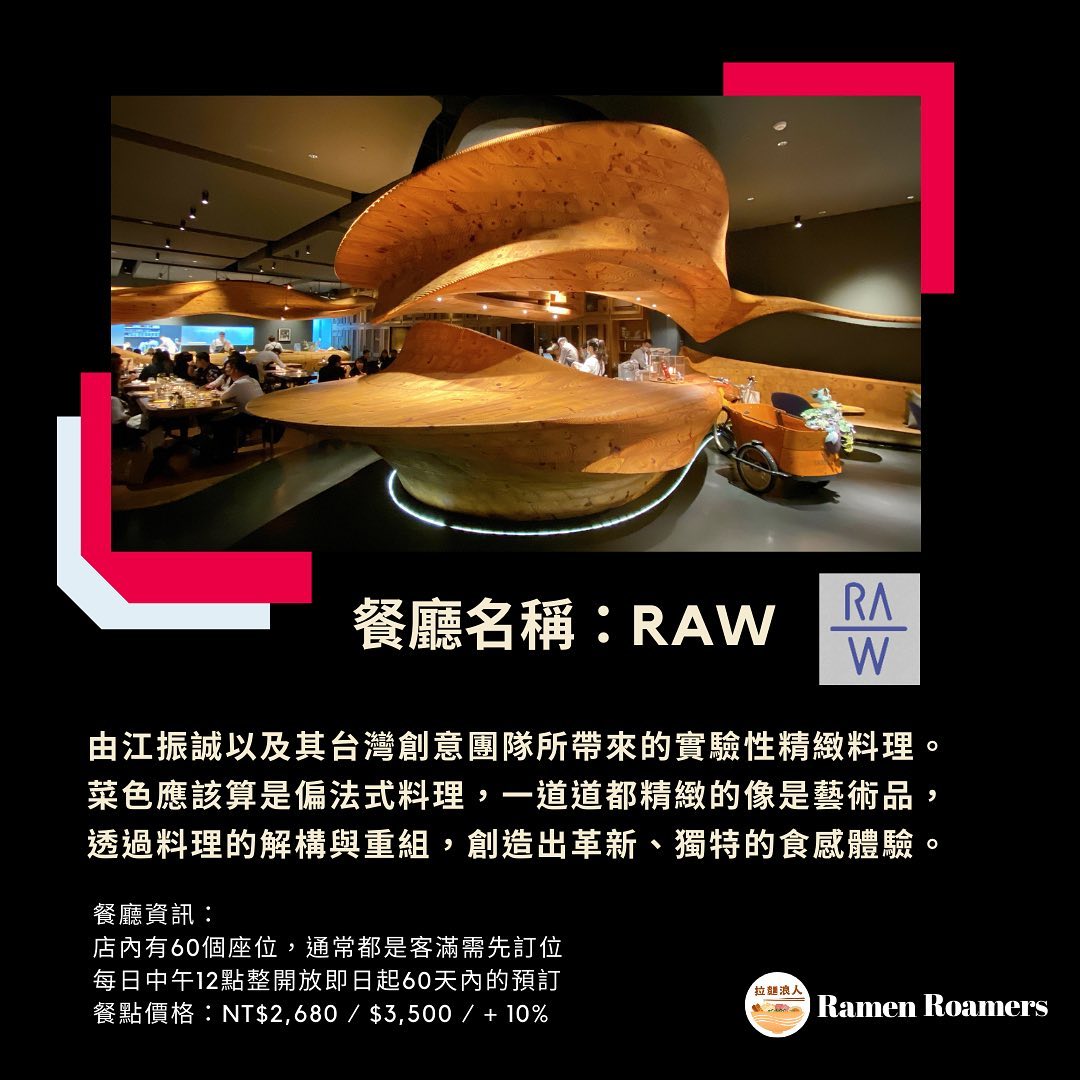 餐廳名稱：RAW
RA
W
由江振誠以及其台灣創意團隊所帶來的實驗性精緻料理。
菜色應該算是偏法式料理，一道道都精緻的像是藝術品，
透過料理的解構與重組，創造出革新、獨特的食感體驗。
餐廳資訊：
店內有60個座位，通常都是客滿需先訂位
每日中午12點整開放即日起60天內的預訂
餐點價格：NT$2,680 / $3,500 / + 10%
拉麵浪人
Ramen Roamers